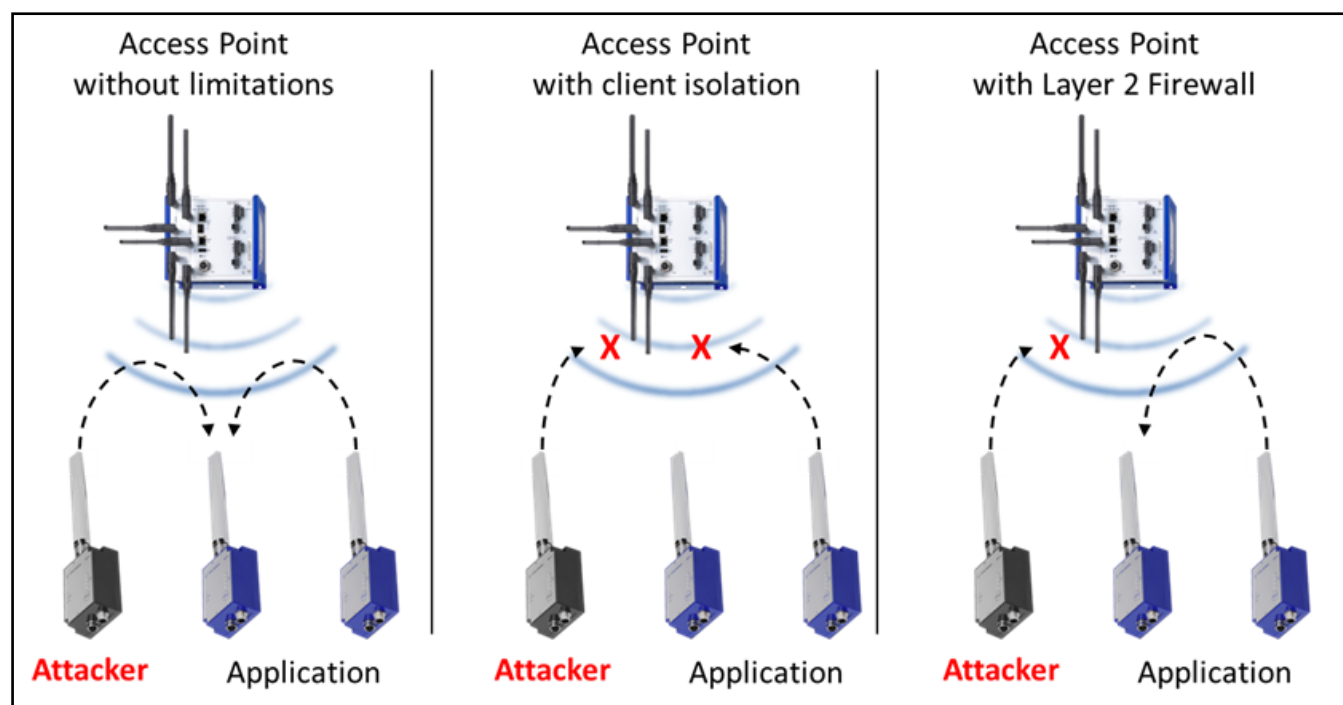 Access Point
without limitations
Access Point
with client isolation
Access Point
with Layer 2 Firewall
X
X
X
Attacker
Application
Attacker
Application
Attacker
Application